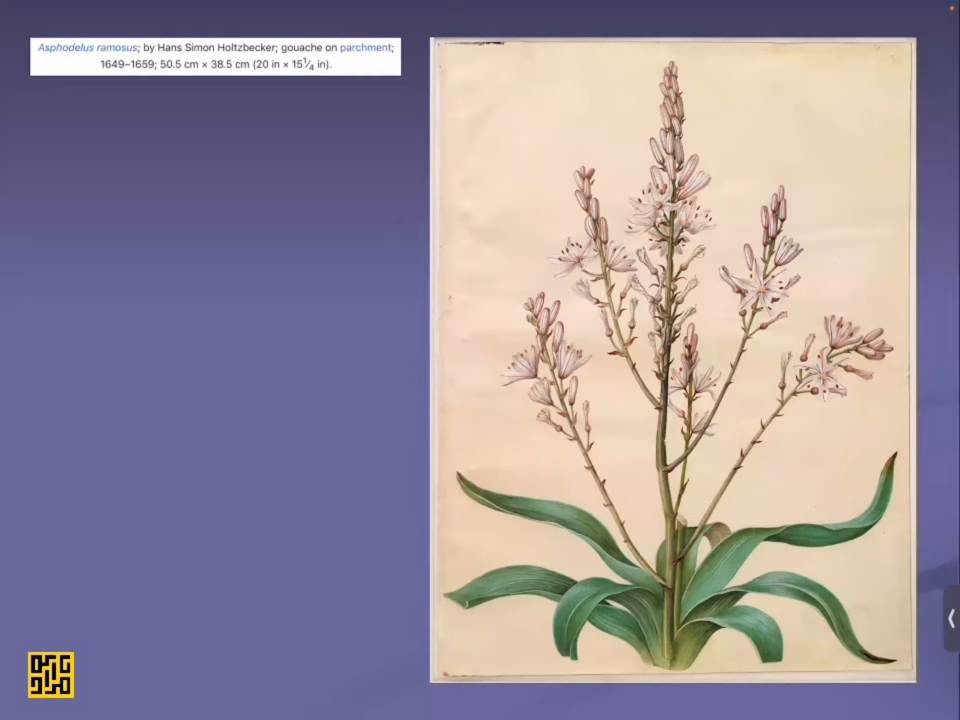 Asphodelus ramosus; by Hans Simon Holtzbecker; gouache on parchment;
1649–1659; 50.5 cm × 38.5 cm (20 in × 15¼ in).